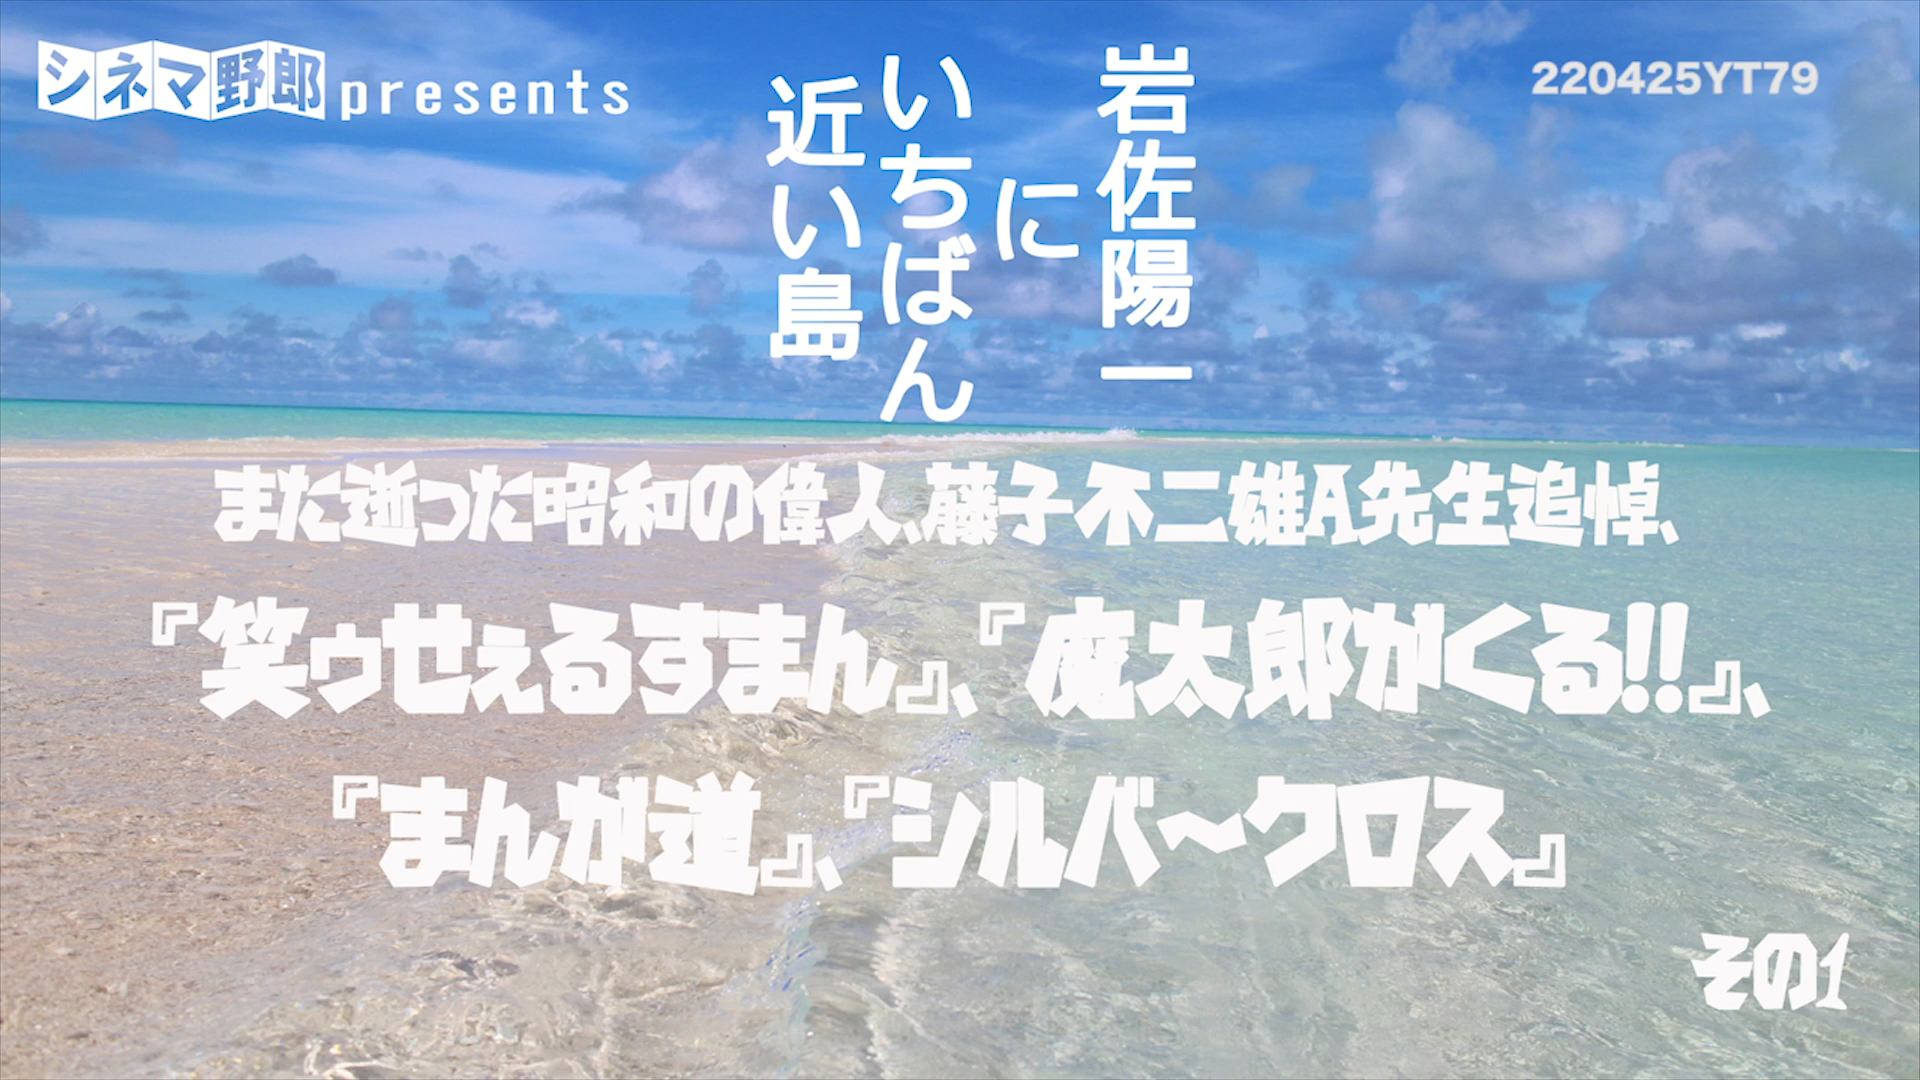 シネマ野郎presents
220425YT79
岩佐陽一
に
いちばん
近い島
また逝った昭和の偉人、藤子不二雄A先生追悼、
『笑ゥせぇるすまん』、『魔太郎がくる!!』、
『まんが道』、『シルバークロス』
その1